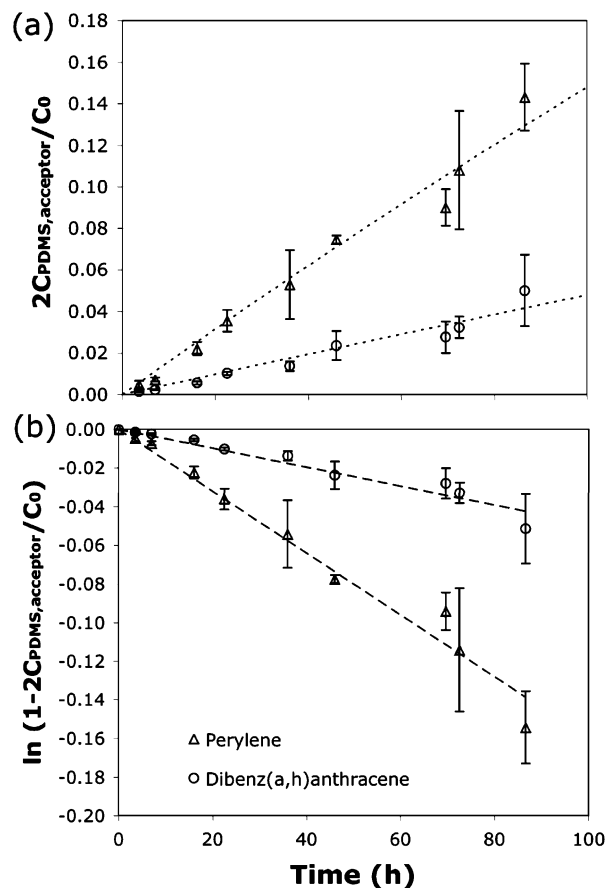 (a)
2CPDMS,acceptor/C0
0.18
0.16
0.14
0.12
0.10
0.08
0.06
0.04
0.02
0.00
(b)
ln (1-2CPDMS,acceptor/C0)
0.00
-0.02
-0.04
-0.06
-0.08
-0.10
-0.12
-0.14
-0.16
-0.18
-0.20
Perylene
Dibenz(a,h)anthracene
0 20 40 60 80 100
Time (h)